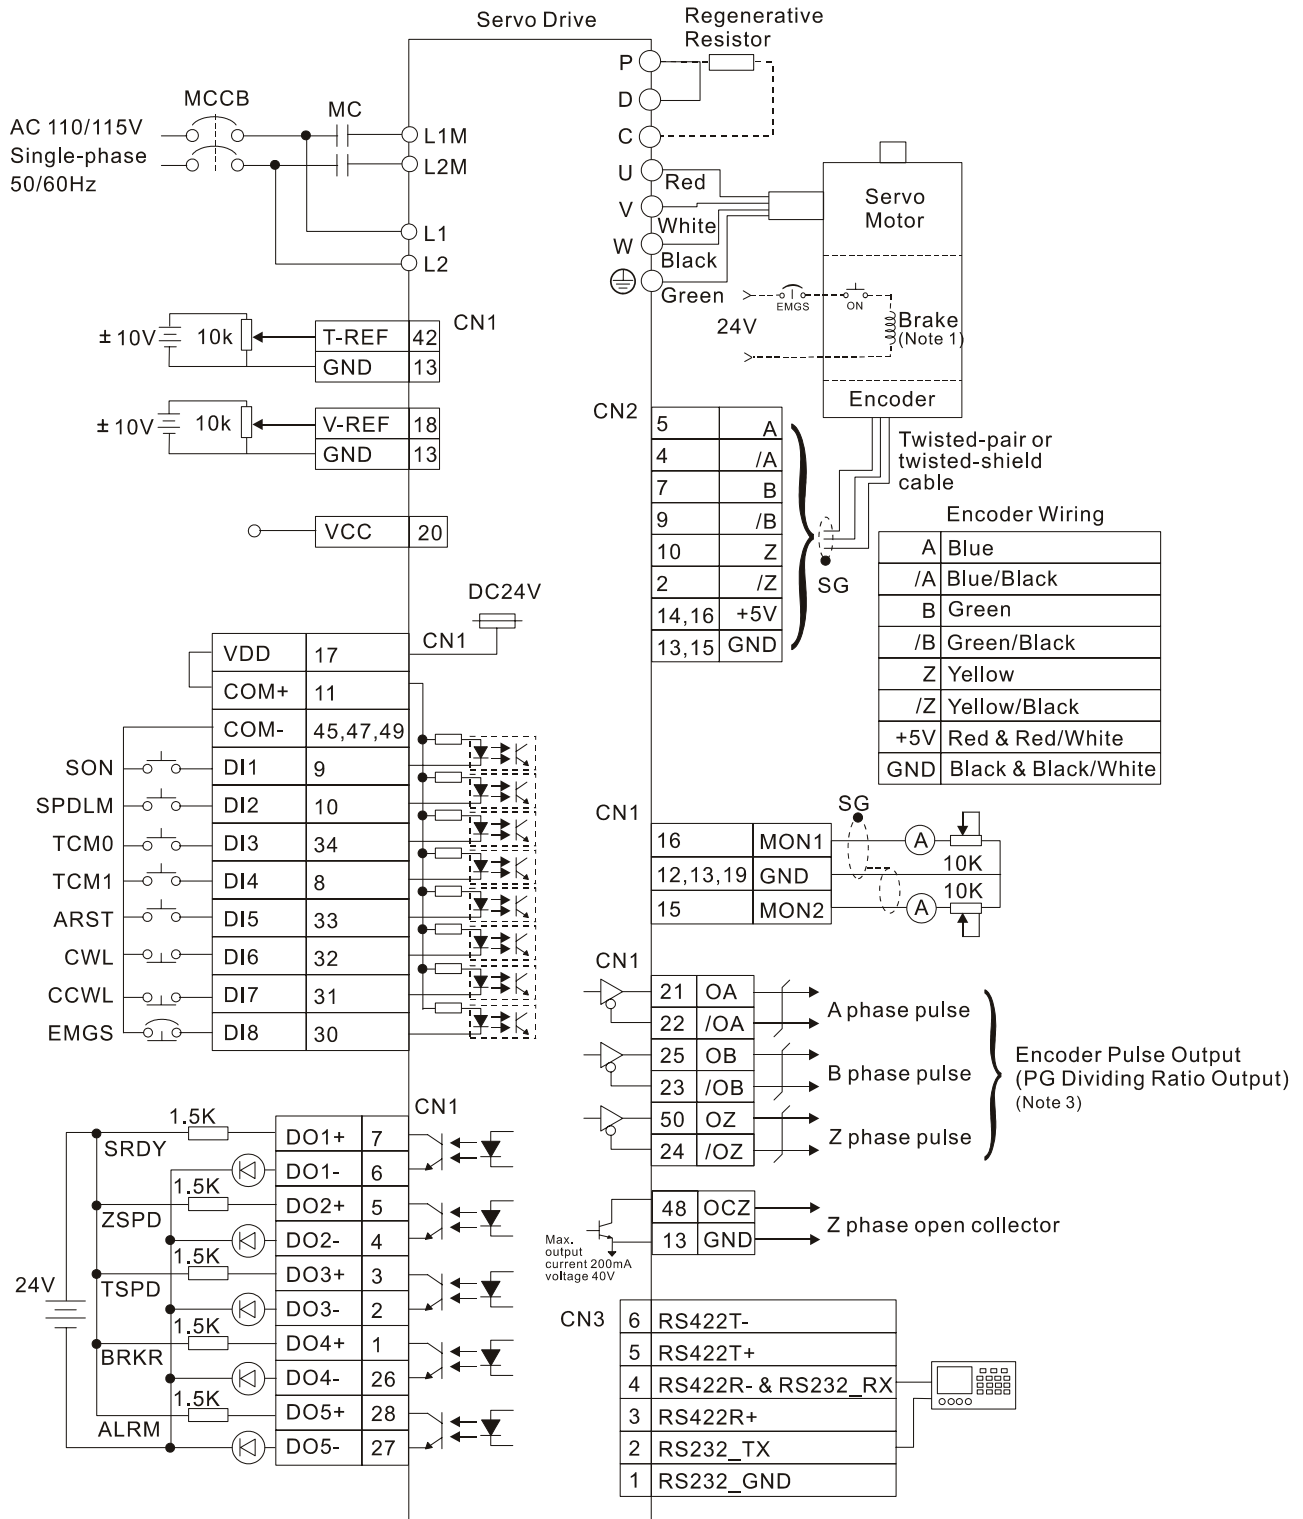 Servo Drive
Regenerative
Resistor
P
D
C
U
V
W
Red
White
Black
Green
MCCB
MC
AC 110/115V
Single-phase
50/60Hz
L1M
L2M
L1
L2
Servo
Motor
EMGS
ON
24V
Brake
(Note 1)
Encoder
CN1
± 10V
10k
T-REF 42
GND 13
± 10V
10k
V-REF 18
GND 13
VCC 20
CN2
5 A
4 /A
7 B
9 /B
10 Z
2 /Z
14,16 +5V
13,15 GND
SG
Twisted-pair or
twisted-shield
cable
Encoder Wiring
A Blue
/A Blue/Black
B Green
/B Green/Black
Z Yellow
/Z Yellow/Black
+5V Red & Red/White
GND Black & Black/White
DC24V
CN1
VDD 17
COM+ 11
COM- 45,47,49
SON DI1 9
SPDLM DI2 10
TCM0 DI3 34
TCM1 DI4 8
ARST DI5 33
CWL DI6 32
CCWL DI7 31
EMGS DI8 30
CN1
SG
16 MON1
12,13,19 GND
15 MON2
A
10K
10K
A
CN1
21 OA
22 /OA
A phase pulse
25 OB
23 /OB
B phase pulse
50 OZ
24 /OZ
Z phase pulse
Encoder Pulse Output
(PG Dividing Ratio Output)
(Note 3)
48 OCZ
13 GND
Z phase open collector
Max.
output
current 200mA
voltage 40V
CN1
24V
1.5K
SRDY
DO1+ 7
DO1- 6
1.5K
ZSPD
DO2+ 5
DO2- 4
1.5K
TSPD
DO3+ 3
DO3- 2
1.5K
BRKR
DO4+ 1
DO4- 26
1.5K
ALRM
DO5+ 28
DO5- 27
CN3
6 RS422T-
5 RS422T+
4 RS422R- & RS232_RX
3 RS422R+
2 RS232_TX
1 RS232_GND